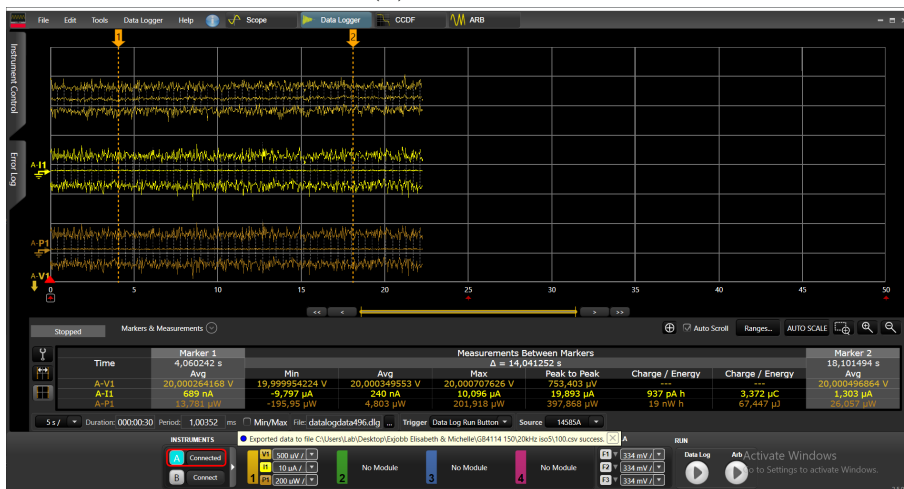 File Edit Tools Data Logger Help Scope Data Logger CCDF ARB
Instrument Control
Error Log
1 2
A-I1
A-P1
A-V1
0 5 10 15 20 25 30 35 40 45 50
<< < > >>
Stopped Markers & Measurements Auto Scroll Ranges... AUTO SCALE
Marker 1 Measurements Between Markers Marker 2
Time 4,060242 s Δ = 14,041252 s 18,101494 s
Avg Min Avg Max Peak to Peak Charge / Energy Charge / Energy Avg
A-V1 20,000264168 V 19,999954224 V 20,000349553 V 20,000707626 V 753,403 µV --- --- 20,000496864 V
A-I1 689 nA -9,797 µA 240 nA 10,096 µA 19,893 µA 937 pA h 3,372 µC 1,303 µA
A-P1 13,781 µW -195,95 µW 4,803 µW 201,918 µW 397,868 µW 19 nW h 67,447 µJ 26,057 µW
5 s / Duration: 000:00:30 Period: 1,00352 ms Min/Max File: datalogdata496.dlg ... Trigger Data Log Run Button Source 14585A
INSTRUMENTS Exported data to file C:\Users\Lab\Desktop\Exjobb Elisabeth & Michelle\GB4114 150\20kHz iso5\100.csv success. A RUN
A Connected V1 500 uV / F1 334 mV / Data Log Arb Activate Windows
I1 10 µA / No Module No Module No Module F2 334 mV / Go to Settings to activate Windows.
B Connect 1 P1 200 uW / 2 3 4 F3 334 mV /